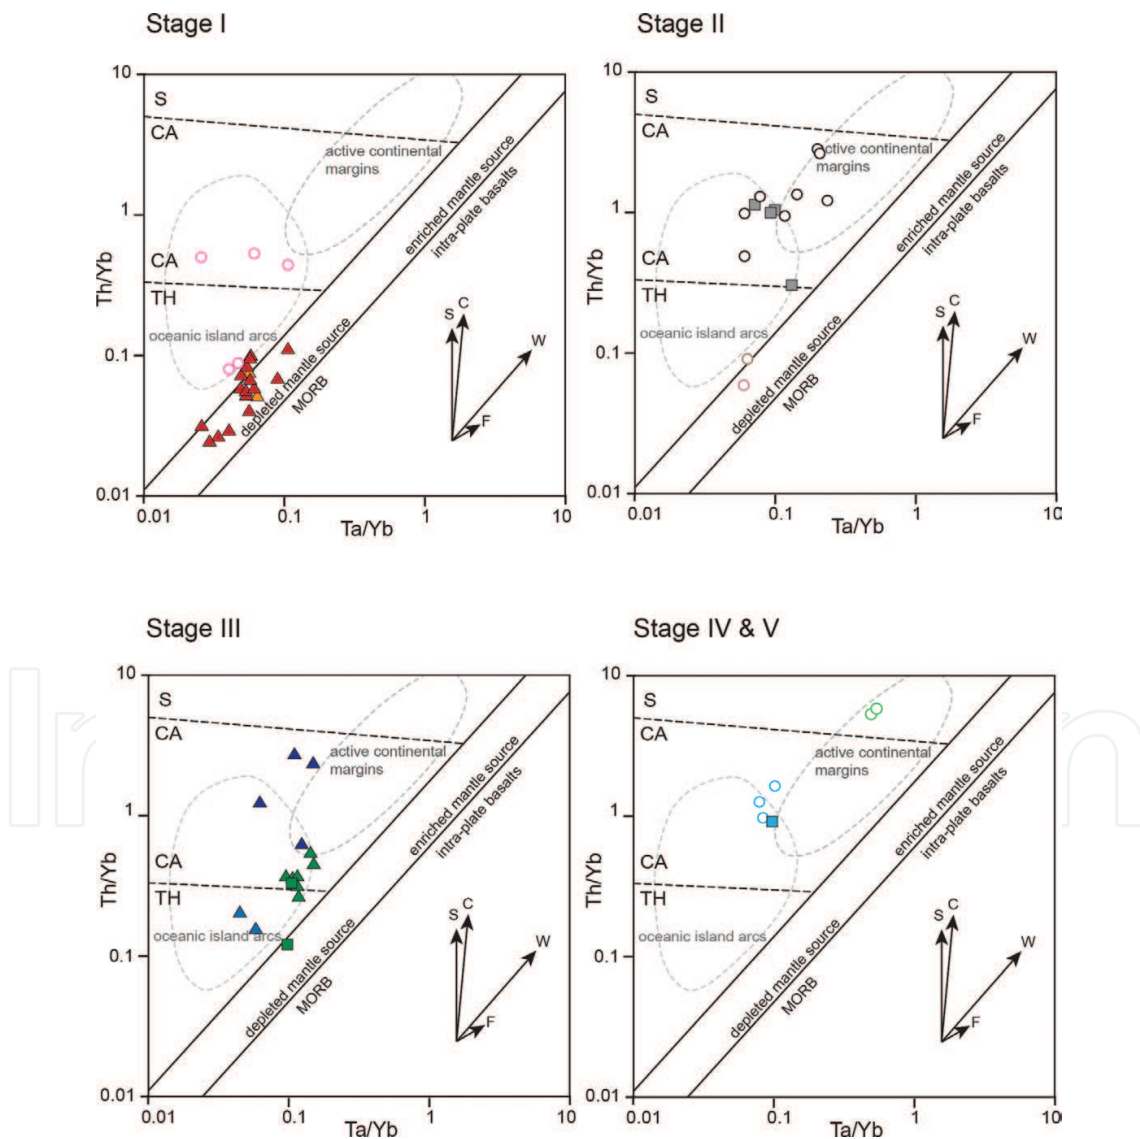 Stage I
10
S
CA
active continental
margins
enriched mantle source
intra-plate basalts
1
CA
TH
Th/Yb
oceanic island arcs
0.1
depleted mantle source
MORB
S
C
W
F
0.01
0.01
0.1
1
10
Ta/Yb
Stage II
10
S
CA
active continental
margins
enriched mantle source
intra-plate basalts
1
CA
TH
Th/Yb
oceanic island arcs
0.1
depleted mantle source
MORB
S
C
W
F
0.01
0.01
0.1
1
10
Ta/Yb
Stage III
10
S
CA
active continental
margins
enriched mantle source
intra-plate basalts
1
CA
TH
Th/Yb
oceanic island arcs
0.1
depleted mantle source
MORB
S
C
W
F
0.01
0.01
0.1
1
10
Ta/Yb
Stage IV & V
10
S
CA
active continental
margins
enriched mantle source
intra-plate basalts
1
CA
TH
Th/Yb
oceanic island arcs
0.1
depleted mantle source
MORB
S
C
W
F
0.01
0.01
0.1
1
10
Ta/Yb